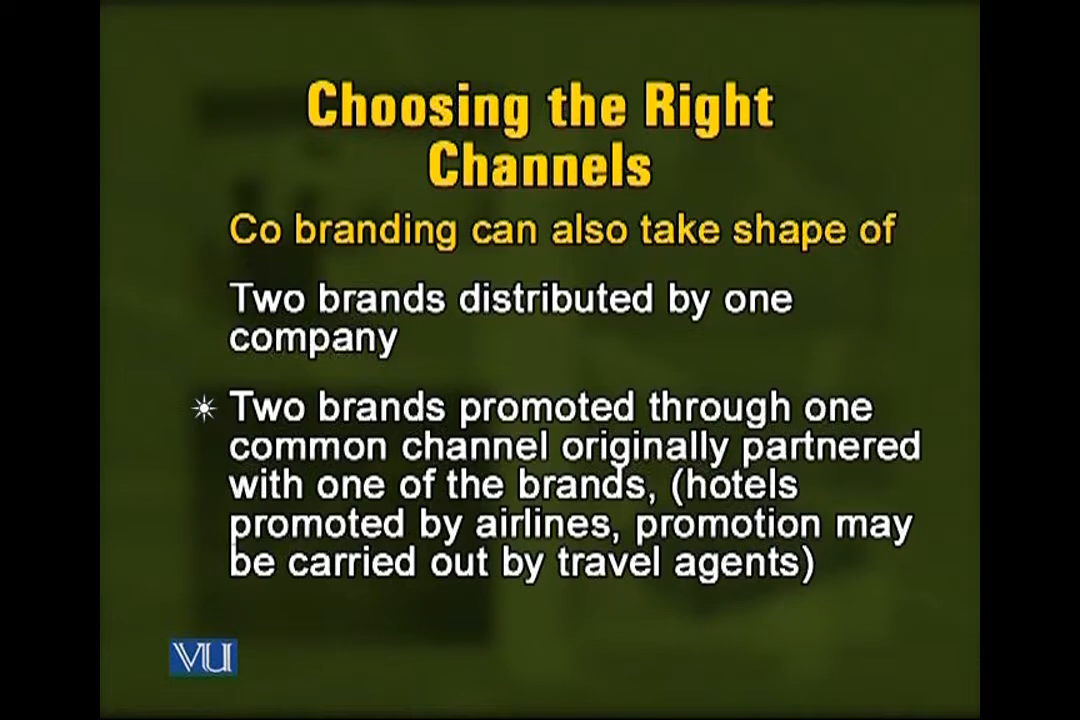 Choosing the Right
Channels
Co branding can also take shape of
Two brands distributed by one
company
Two brands promoted through one
common channel originally partnered
with one of the brands, (hotels
promoted by airlines, promotion may
be carried out by travel agents)
VU